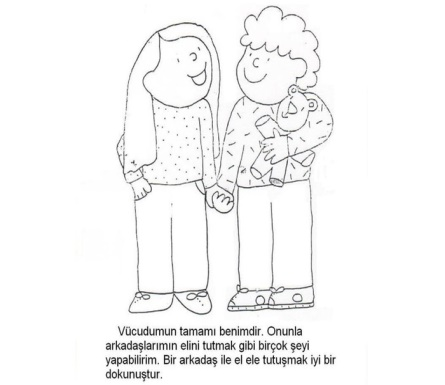 Vücudumun tamamı benimdir. Onunla
arkadaşlarımın elini tutmak gibi birçok şeyi
yapabilirim. Bir arkadaş ile el ele tutuşmak iyi bir
dokunuştur.